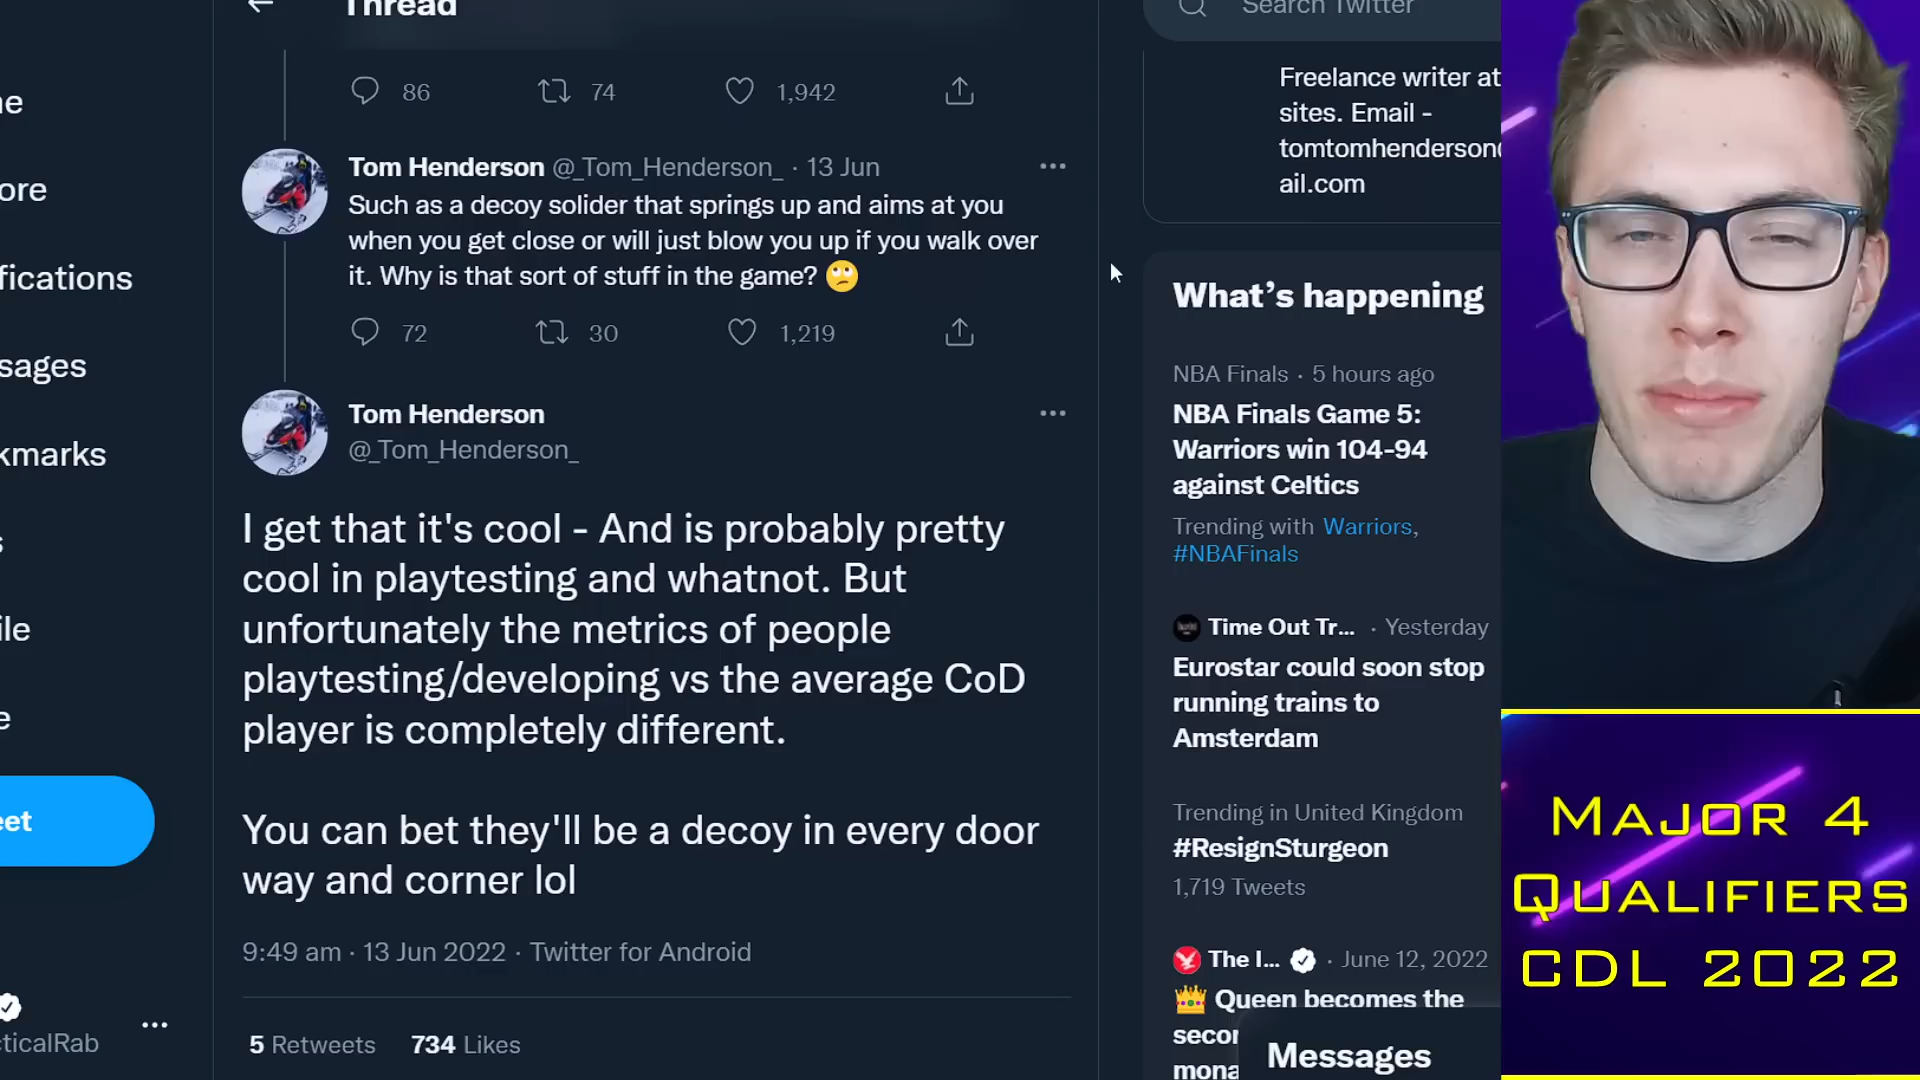 Thread
Search Twitter
86
74
1,942
Freelance writer at
sites. Email -
tomtomhenderson
ail.com
Tom Henderson @_Tom_Henderson_ · 13 Jun
Such as a decoy solider that springs up and aims at you
when you get close or will just blow you up if you walk over
it. Why is that sort of stuff in the game? 🙄
72
30
1,219
Tom Henderson
@_Tom_Henderson_
I get that it's cool - And is probably pretty
cool in playtesting and whatnot. But
unfortunately the metrics of people
playtesting/developing vs the average CoD
player is completely different.
You can bet they'll be a decoy in every door
way and corner lol
9:49 am · 13 Jun 2022 · Twitter for Android
5 Retweets 734 Likes
ne
ore
fications
sages
kmarks
s
ile
e
eet
cticalRab
What's happening
NBA Finals · 5 hours ago
NBA Finals Game 5:
Warriors win 104-94
against Celtics
Trending with Warriors,
#NBAFinals
Time Out Tr... · Yesterday
Eurostar could soon stop
running trains to
Amsterdam
Trending in United Kingdom
#ResignSturgeon
1,719 Tweets
The I... · June 12, 2022
👑 Queen becomes the
secon
mona
Messages
MAJOR 4
QUALIFIERS
CDL 2022